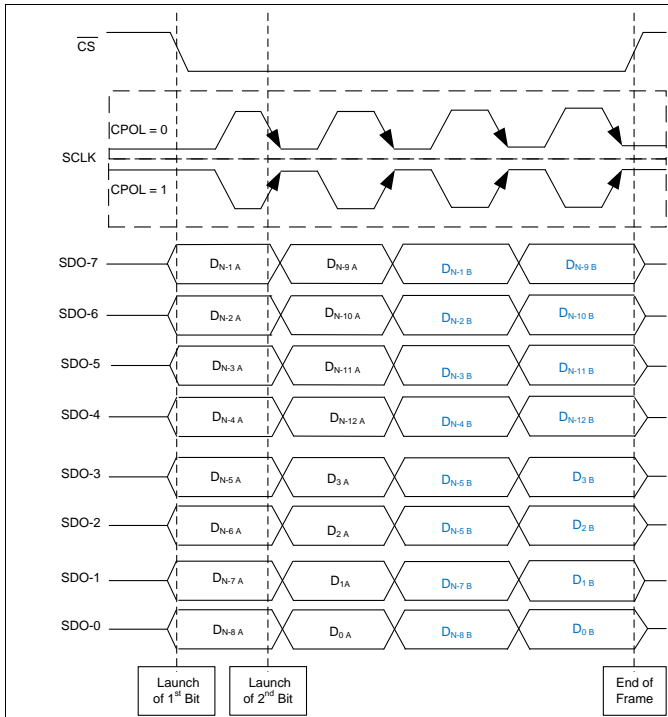 CS
CPOL = 0
SCLK
CPOL = 1
SDO-7 DN-1 A DN-9 A DN-1 B DN-9 B
SDO-6 DN-2 A DN-10 A DN-2 B DN-10 B
SDO-5 DN-3 A DN-11 A DN-3 B DN-11 B
SDO-4 DN-4 A DN-12 A DN-4 B DN-12 B
SDO-3 DN-5 A D3 A DN-5 B D3 B
SDO-2 DN-6 A D2 A DN-5 B D2 B
SDO-1 DN-7 A D1A DN-7 B D1 B
SDO-0 DN-8 A D0 A DN-8 B D0 B
Launch
of 1st Bit
Launch
of 2nd Bit
End of
Frame